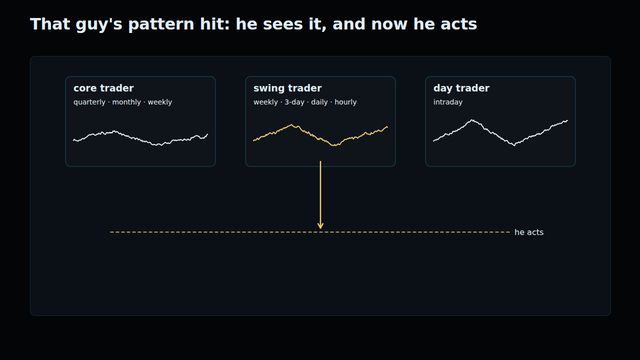 That guy's pattern hit: he sees it, and now he acts
core trader
quarterly · monthly · weekly
swing trader
weekly · 3-day · daily · hourly
day trader
intraday
he acts